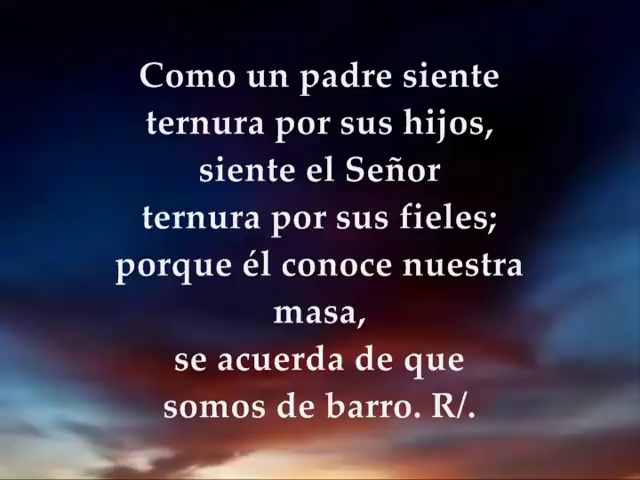 Como un padre siente
ternura por sus hijos,
siente el Señor
ternura por sus fieles;
porque él conoce nuestra
masa,
se acuerda de que
somos de barro. R/.